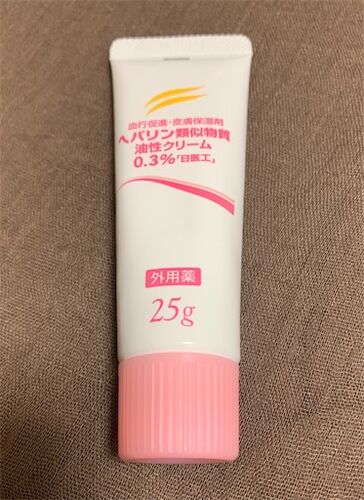 血行促進・皮膚保湿剤
ヘパリン類似物質
油性クリーム
0.3%「日医工」
外用薬
25g